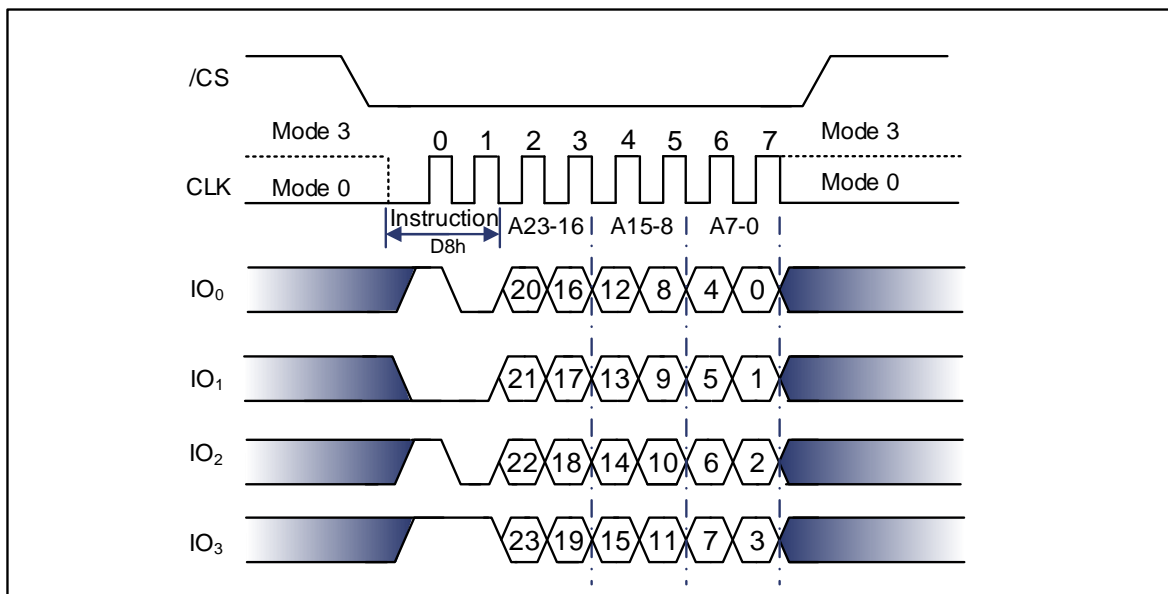 /CS
Mode 3 0 1 2 3 4 5 6 7 Mode 3
CLK Mode 0 Mode 0
Instruction A23-16 A15-8 A7-0
D8h
IO0 20 16 12 8 4 0
IO1 21 17 13 9 5 1
IO2 22 18 14 10 6 2
IO3 23 19 15 11 7 3